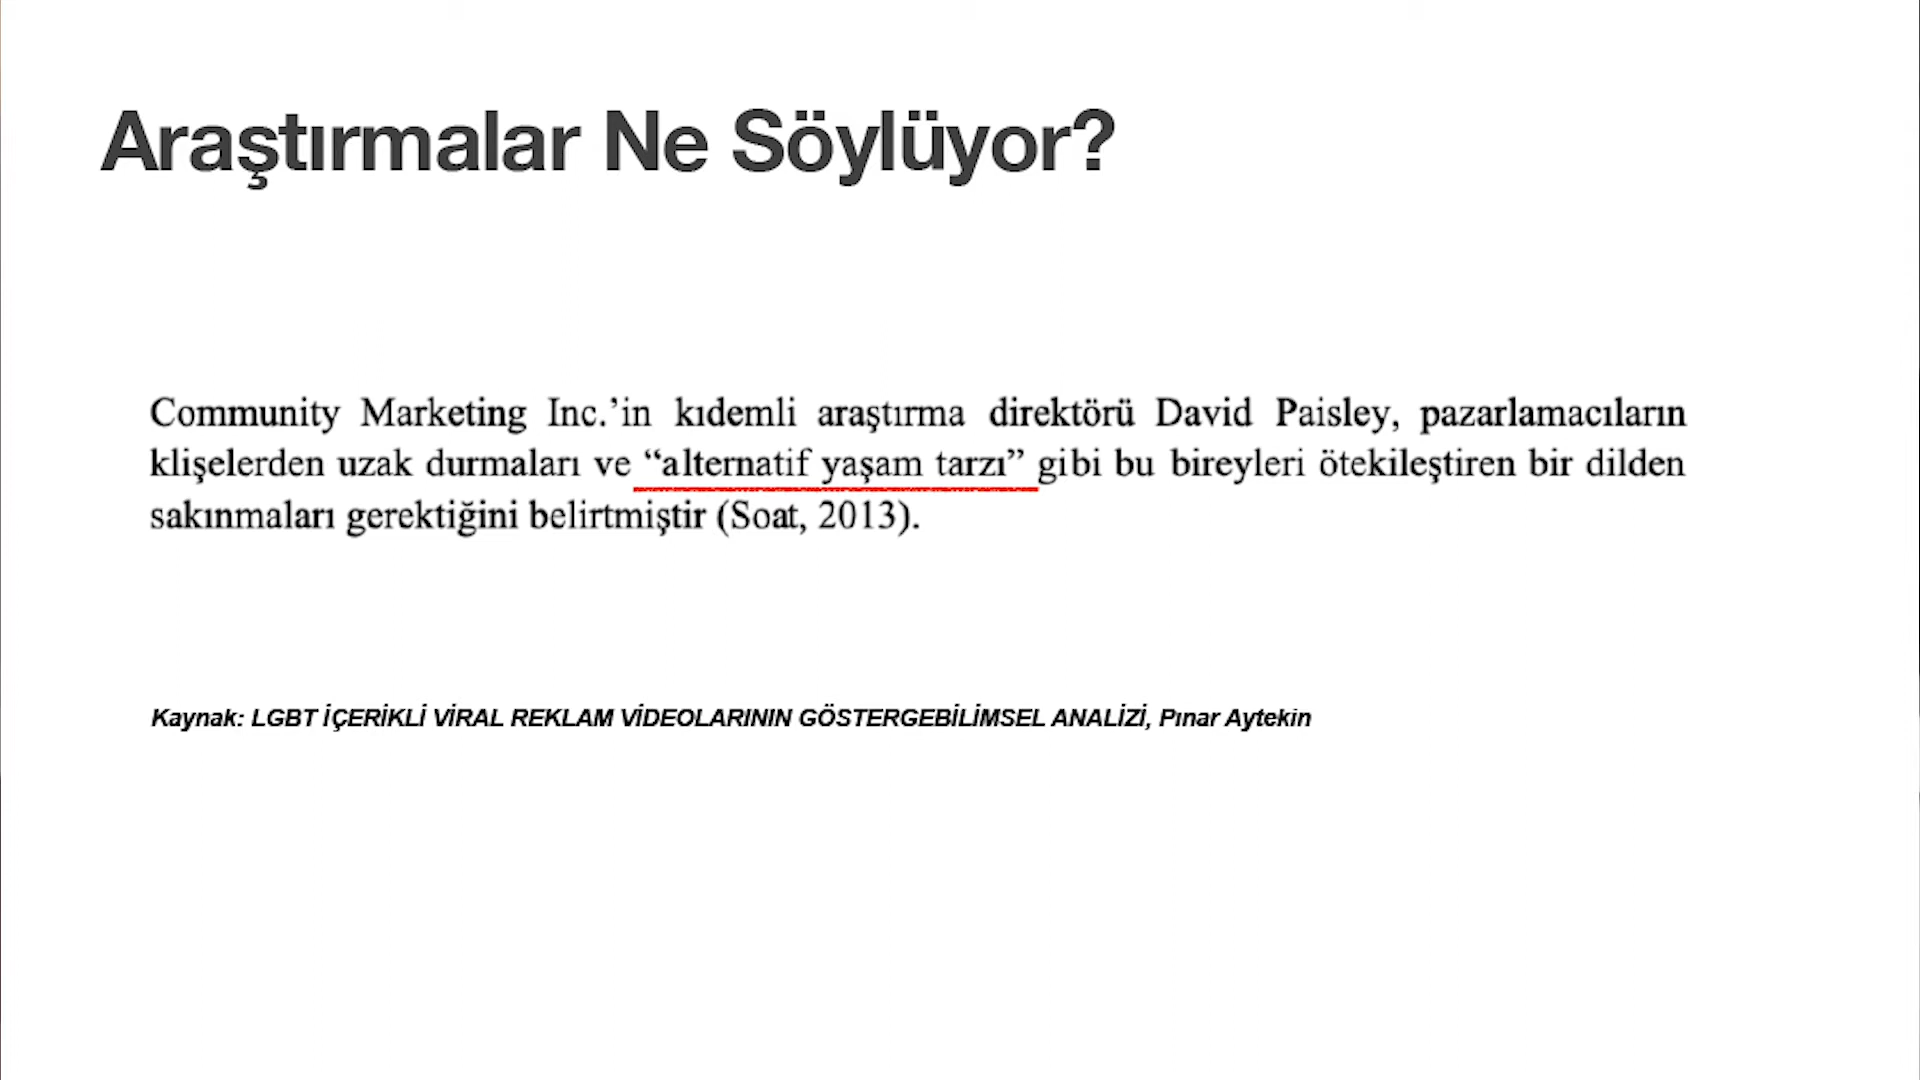 Araştırmalar Ne Söylüyor?
Community Marketing Inc.’in kıdemli araştırma direktörü David Paisley, pazarlamacıların
klişelerden uzak durmaları ve “alternatif yaşam tarzı” gibi bu bireyleri ötekileştiren bir dilden
sakınmaları gerektiğini belirtmiştir (Soat, 2013).
Kaynak: LGBT İÇERİKLİ VİRAL REKLAM VİDEOLARININ GÖSTERGEBİLİMSEL ANALİZİ, Pınar Aytekin